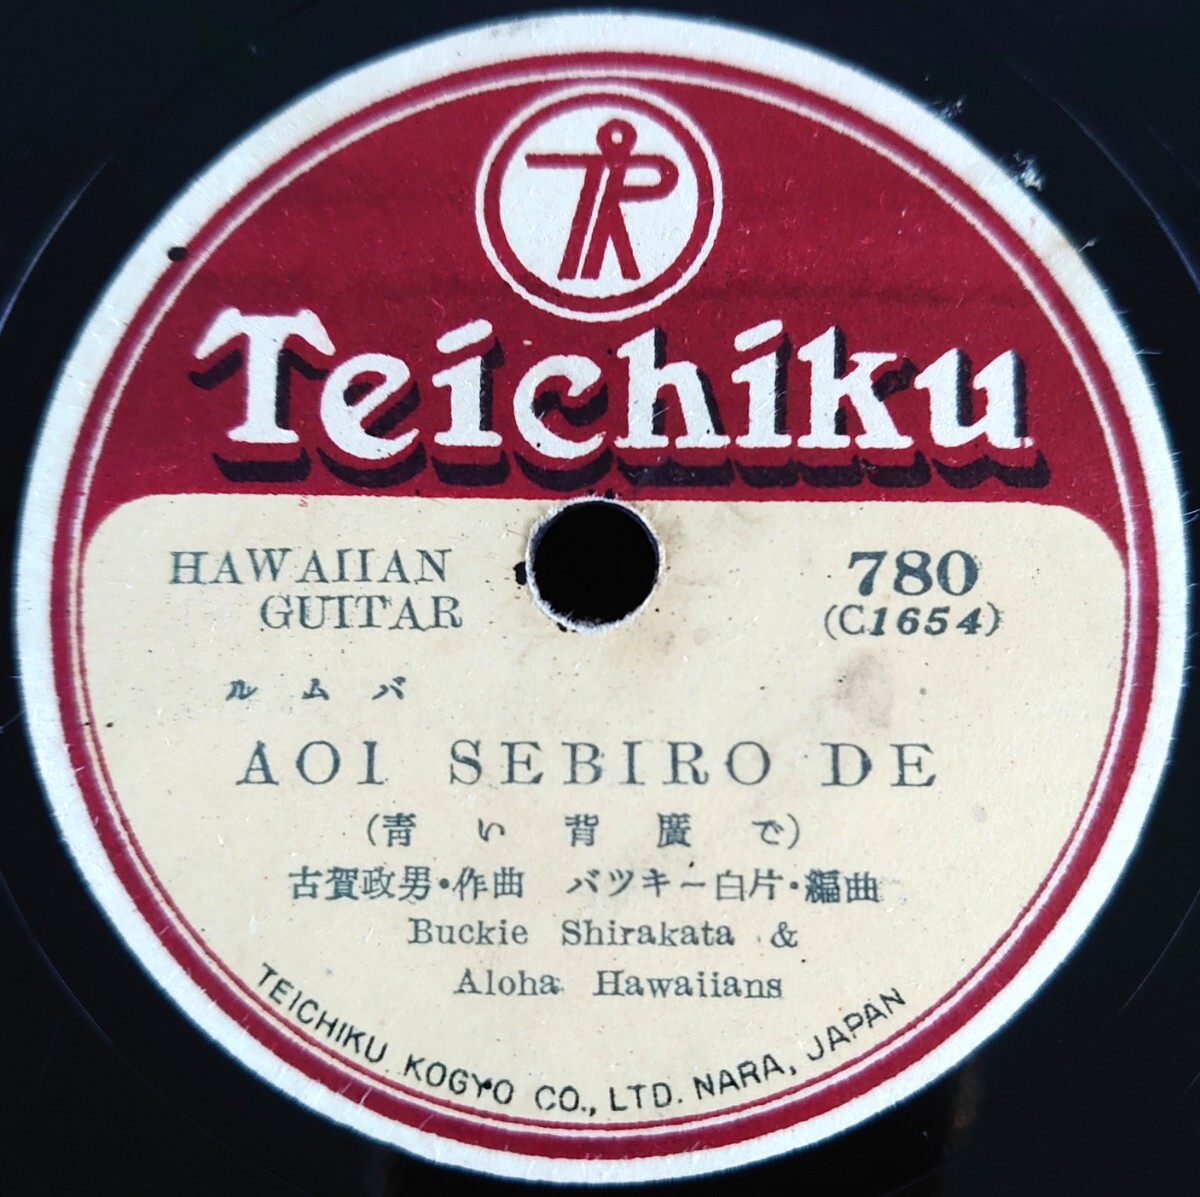 Teichiku
HAWAIIAN
GUITAR
780
(C1654)
ルムバ
AOI SEBIRO DE
(青い背廣で)
古賀政男・作曲 バツキー白片・編曲
Buckie Shirakata &
Aloha Hawaiians
TEICHIKU KOGYO CO., LTD. NARA, JAPAN